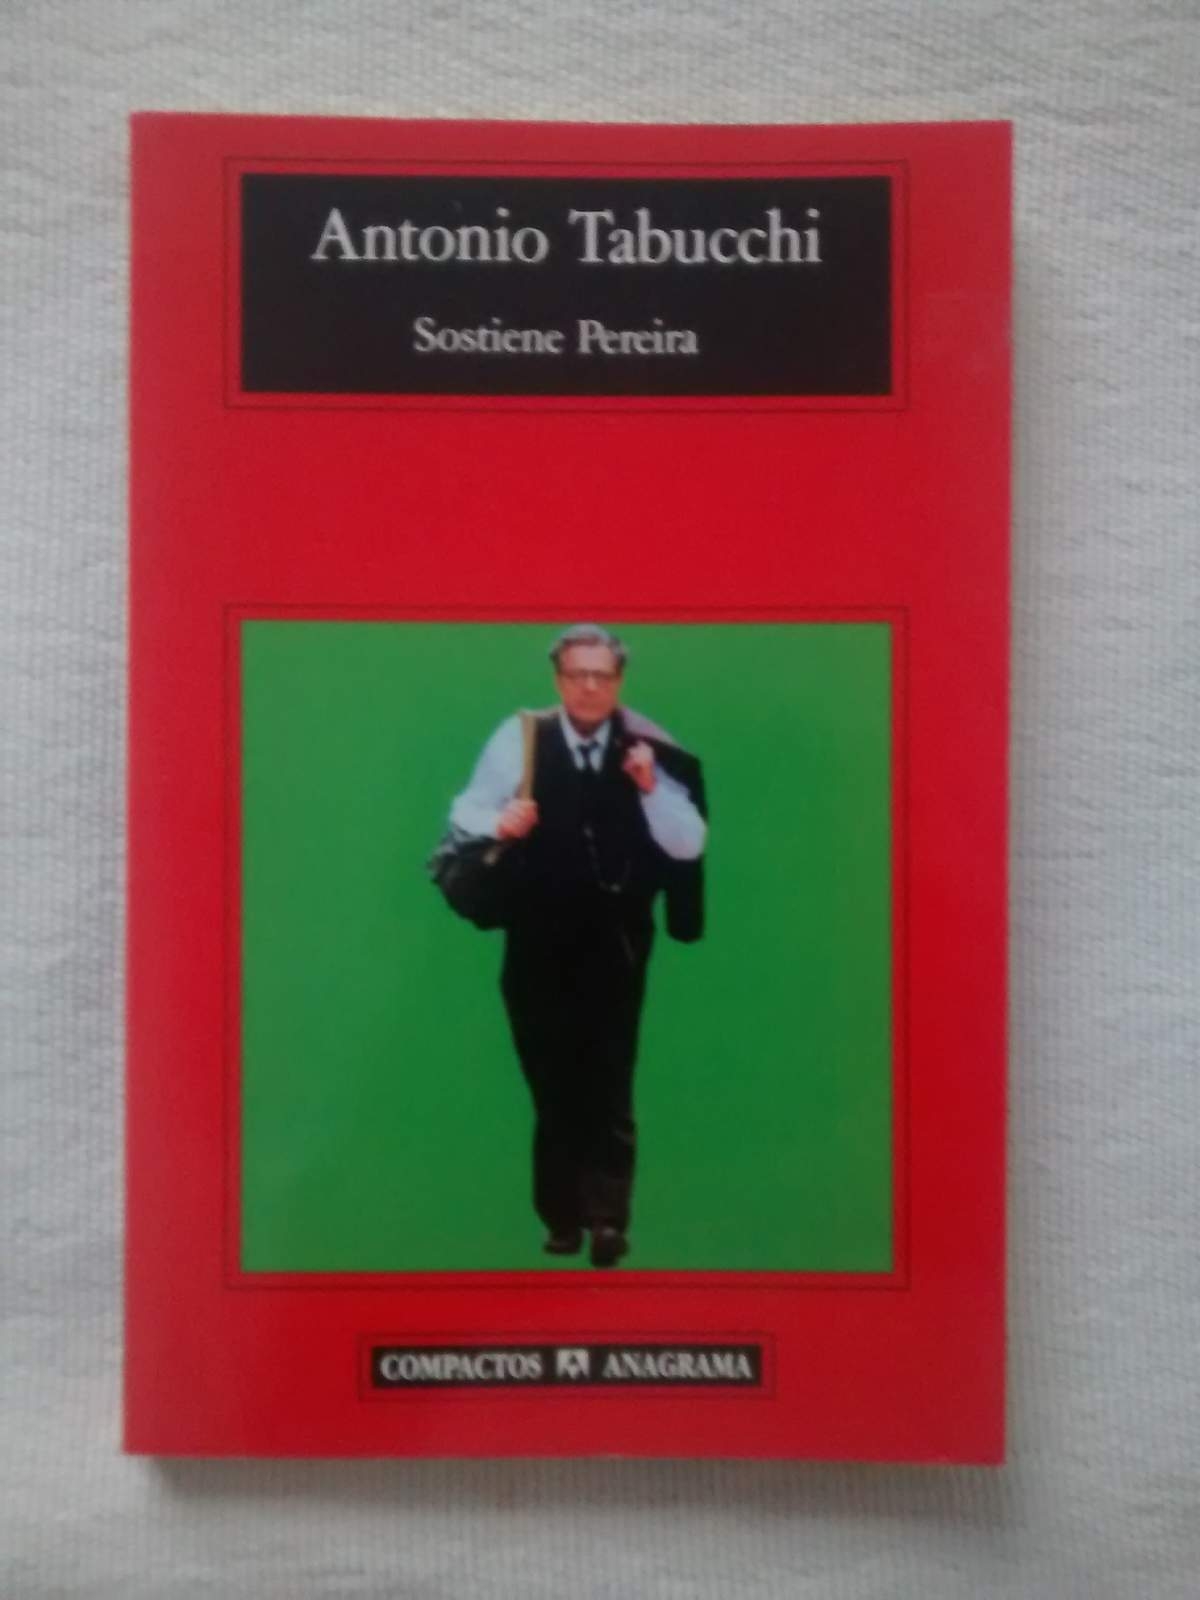 Antonio Tabucchi
Sostiene Pereira
COMPACTOS ANAGRAMA